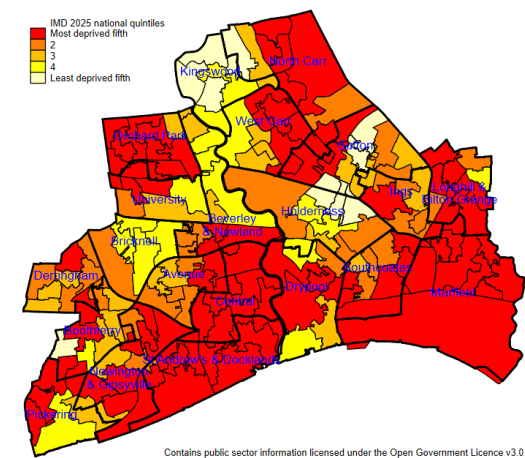 IMD 2025 national quintiles
Most deprived fifth
2
3
4
Least deprived fifth
North Carr
Kingswood
West Carr
Orchard Park
Sutton
Longhill &
Bilton Grange
Ings
University
Holderness
Beverley
& Newland
Bricknell
Southcoates
Derringham
Avenue
Drypool
Marfleet
Central
Boothferry
St Andrew's & Docklands
Newington
& Gipsyville
Pickering
Contains public sector information licensed under the Open Government Licence v3.0